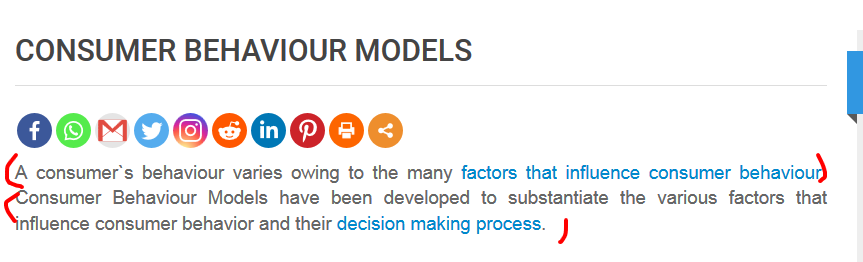 CONSUMER BEHAVIOUR MODELS
A consumer`s behaviour varies owing to the many factors that influence consumer behaviour
Consumer Behaviour Models have been developed to substantiate the various factors that
influence consumer behavior and their decision making process.